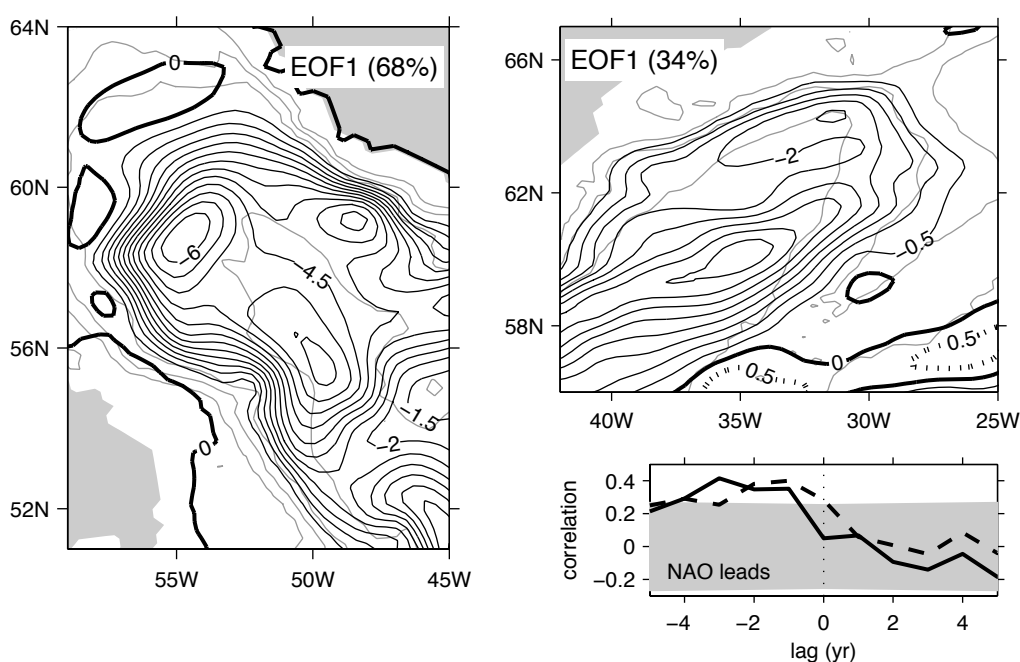 64N
60N
56N
52N
55W
50W
45W
EOF1 (68%)
0
−6
−4.5
−1.5
−2
0
66N
62N
58N
40W
35W
30W
25W
EOF1 (34%)
−2
−0.5
0
0.5
0.5
correlation
0.4
0.2
0
−0.2
NAO leads
−4
−2
0
2
4
lag (yr)